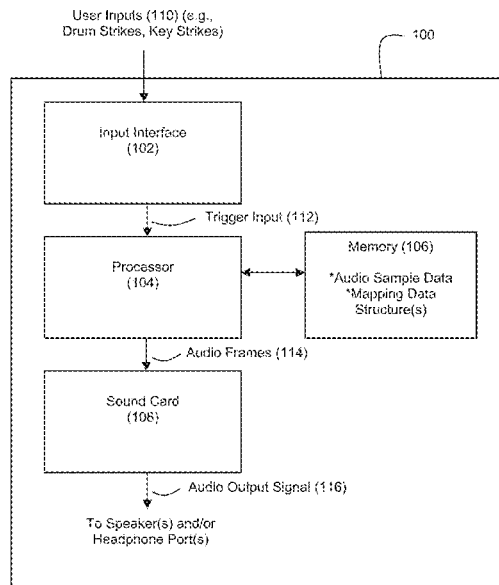 User Inputs (110) (e.g.,
Drum Strikes, Key Strikes)
100
Input Interface
(102)
Trigger Input (112)
Processor
(104)
Memory (106)
*Audio Sample Data
*Mapping Data
Structure(s)
Audio Frames (114)
Sound Card
(108)
Audio Output Signal (116)
To Speaker(s) and/or
Headphone Port(s)